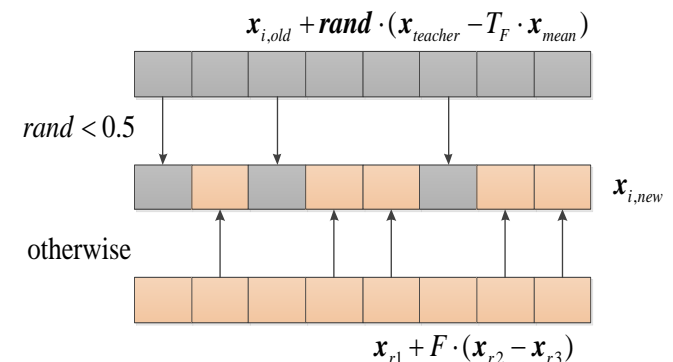 x_{i,old} + rand · (x_{teacher} − T_F · x_{mean})
rand < 0.5
x_{i,new}
otherwise
x_{r1} + F · (x_{r2} − x_{r3})